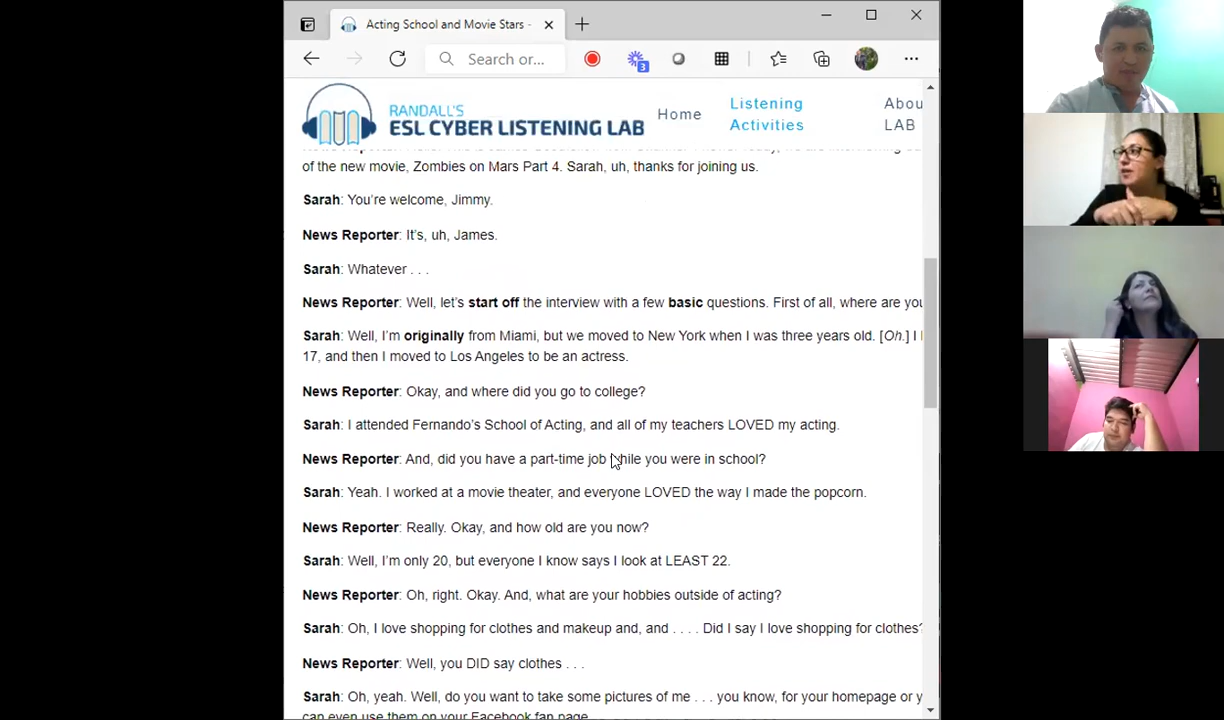 Acting School and Movie Stars -
Search or...
3
RANDALL'S
ESL CYBER LISTENING LAB
Home
Listening
Activities
Abou
LAB
of the new movie, Zombies on Mars Part 4. Sarah, uh, thanks for joining us.
Sarah: You're welcome, Jimmy.
News Reporter: It's, uh, James.
Sarah: Whatever . . .
News Reporter: Well, let's start off the interview with a few basic questions. First of all, where are you
Sarah: Well, I'm originally from Miami, but we moved to New York when I was three years old. [Oh.] I l
17, and then I moved to Los Angeles to be an actress.
News Reporter: Okay, and where did you go to college?
Sarah: I attended Fernando's School of Acting, and all of my teachers LOVED my acting.
News Reporter: And, did you have a part-time job while you were in school?
Sarah: Yeah. I worked at a movie theater, and everyone LOVED the way I made the popcorn.
News Reporter: Really. Okay, and how old are you now?
Sarah: Well, I'm only 20, but everyone I know says I look at LEAST 22.
News Reporter: Oh, right. Okay. And, what are your hobbies outside of acting?
Sarah: Oh, I love shopping for clothes and makeup and, and . . . . Did I say I love shopping for clothes?
News Reporter: Well, you DID say clothes . . .
Sarah: Oh, yeah. Well, do you want to take some pictures of me . . . you know, for your homepage or y
can even use them on your Facebook fan page